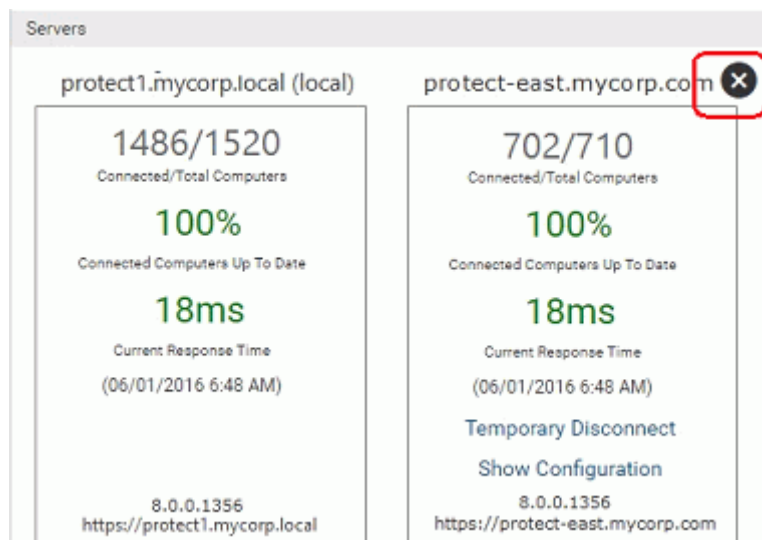 Servers
protect1.mycorp.local (local)
1486/1520
Connected/Total Computers
100%
Connected Computers Up To Date
18ms
Current Response Time
(06/01/2016 6:48 AM)
8.0.0.1356
https://protect1.mycorp.local
protect-east.mycorp.com
702/710
Connected/Total Computers
100%
Connected Computers Up To Date
18ms
Current Response Time
(06/01/2016 6:48 AM)
Temporary Disconnect
Show Configuration
8.0.0.1356
https://protect-east.mycorp.com